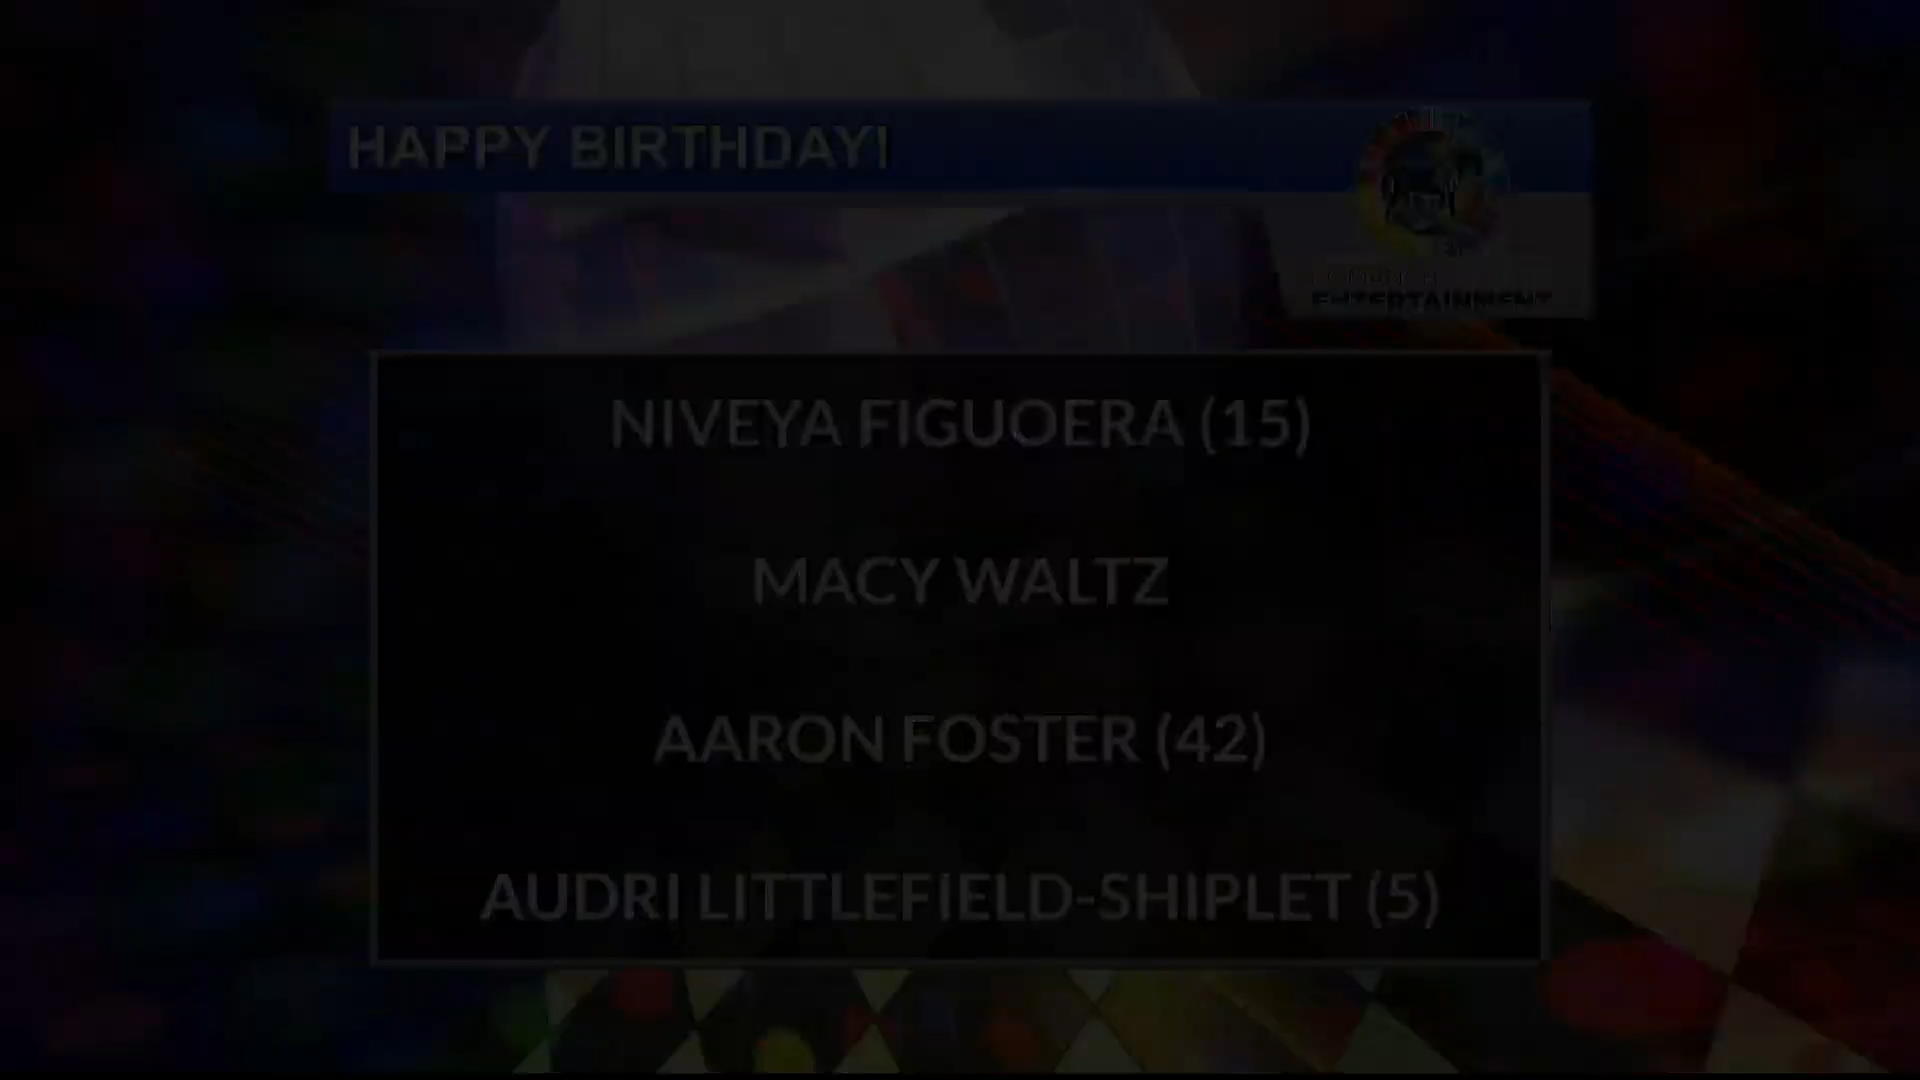 HAPPY BIRTHDAY!
ENTERTAINMENT
NIVEYA FIGUOERA (15)
MACY WALTZ
AARON FOSTER (42)
AUDRI LITTLEFIELD-SHIPLET (5)